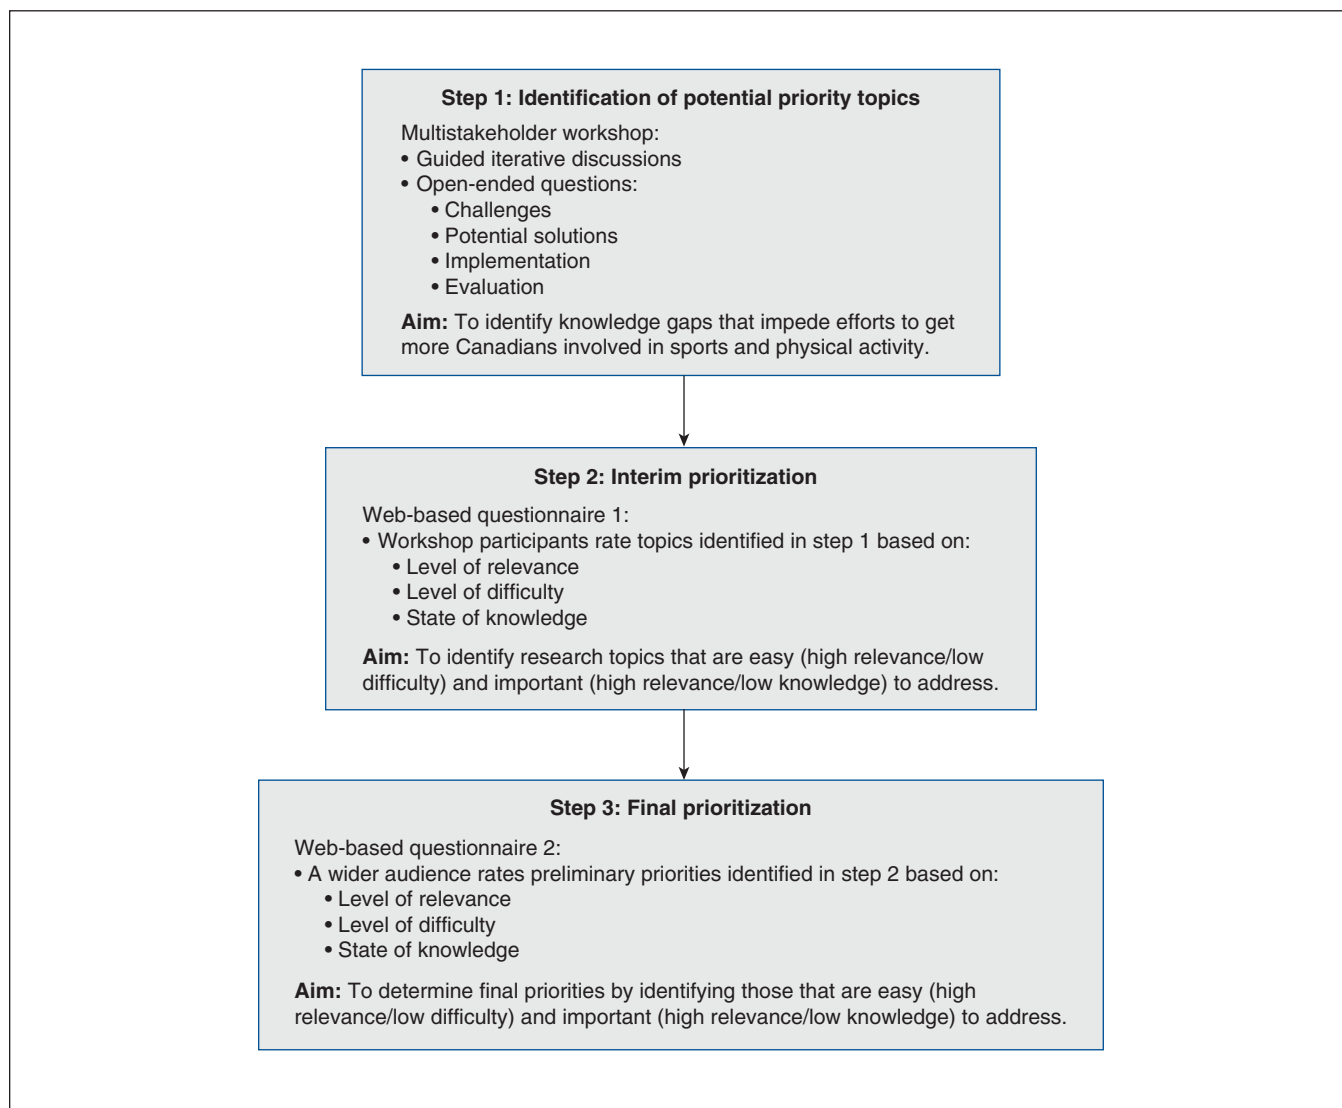 Step 1: Identification of potential priority topics
Multistakeholder workshop:
• Guided iterative discussions
• Open-ended questions:
• Challenges
• Potential solutions
• Implementation
• Evaluation
Aim: To identify knowledge gaps that impede efforts to get
more Canadians involved in sports and physical activity.
Step 2: Interim prioritization
Web-based questionnaire 1:
• Workshop participants rate topics identified in step 1 based on:
• Level of relevance
• Level of difficulty
• State of knowledge
Aim: To identify research topics that are easy (high relevance/low
difficulty) and important (high relevance/low knowledge) to address.
Step 3: Final prioritization
Web-based questionnaire 2:
• A wider audience rates preliminary priorities identified in step 2 based on:
• Level of relevance
• Level of difficulty
• State of knowledge
Aim: To determine final priorities by identifying those that are easy (high
relevance/low difficulty) and important (high relevance/low knowledge) to address.